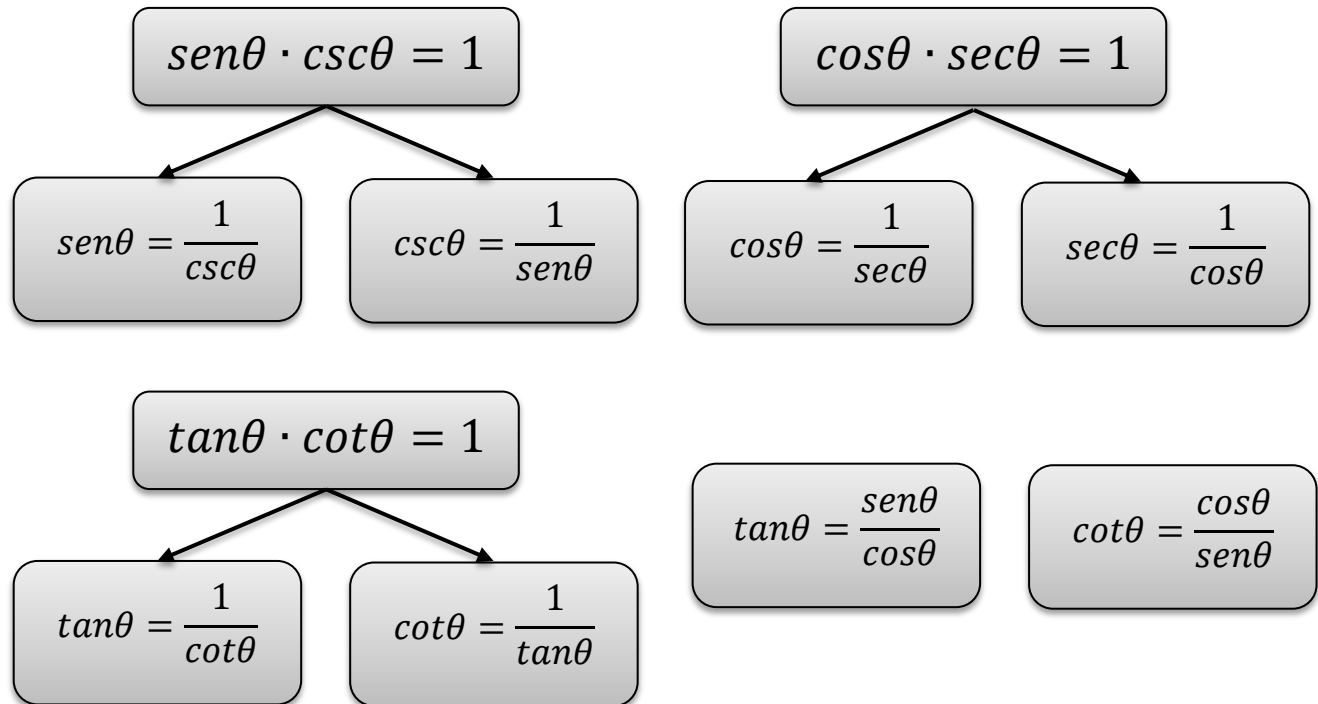 senθ · cscθ = 1
cosθ · secθ = 1
senθ = 1/cscθ
cscθ = 1/senθ
cosθ = 1/secθ
secθ = 1/cosθ
tanθ · cotθ = 1
tanθ = senθ/cosθ
cotθ = cosθ/senθ
tanθ = 1/cotθ
cotθ = 1/tanθ